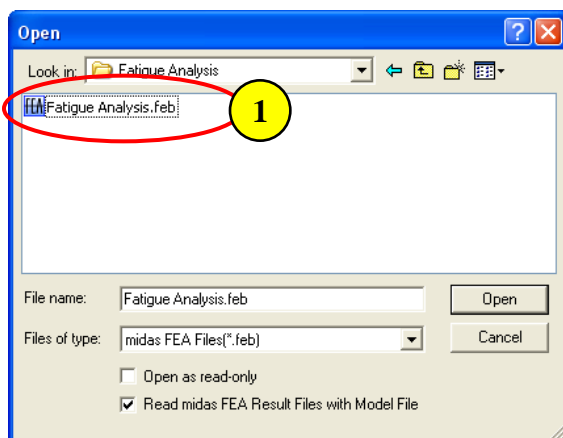 Open
Look in: Fatigue Analysis
FEA Fatigue Analysis.feb
1
File name: Fatigue Analysis.feb Open
Files of type: midas FEA Files(*.feb) Cancel
Open as read-only
Read midas FEA Result Files with Model File